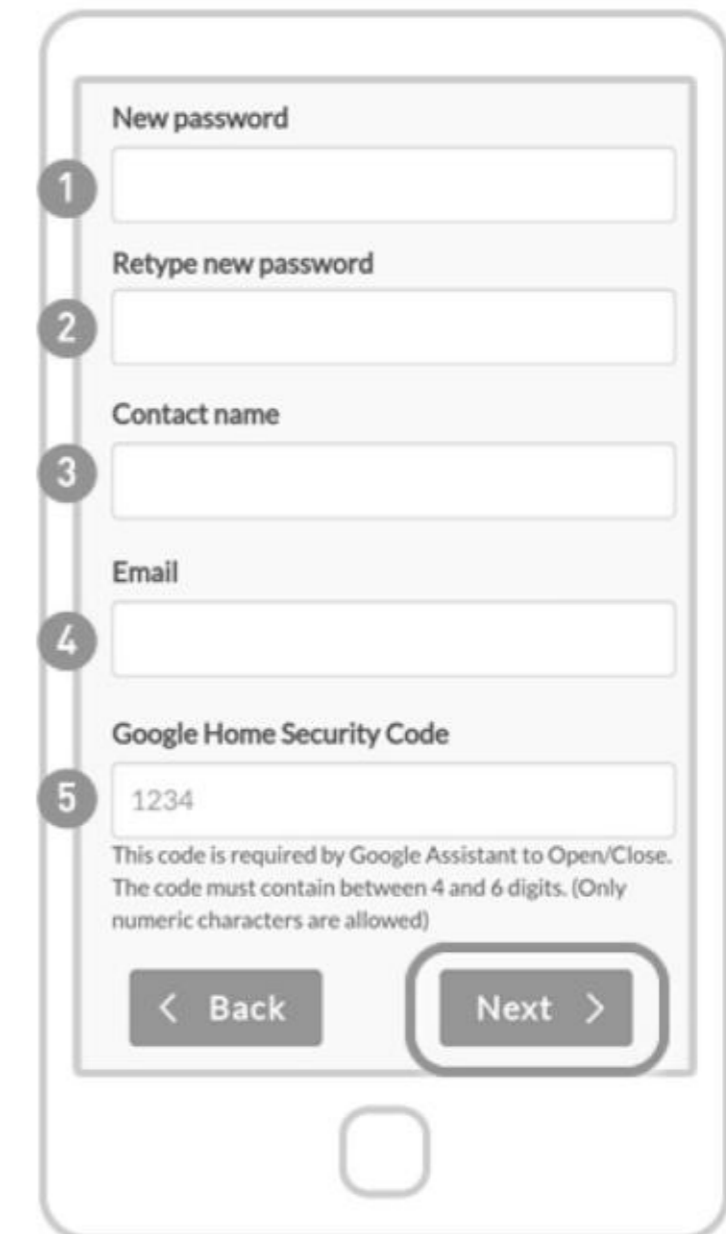 New password
1
Retype new password
2
Contact name
3
Email
4
Google Home Security Code
5
1234
This code is required by Google Assistant to Open/Close.
The code must contain between 4 and 6 digits. (Only
numeric characters are allowed)
< Back
Next >